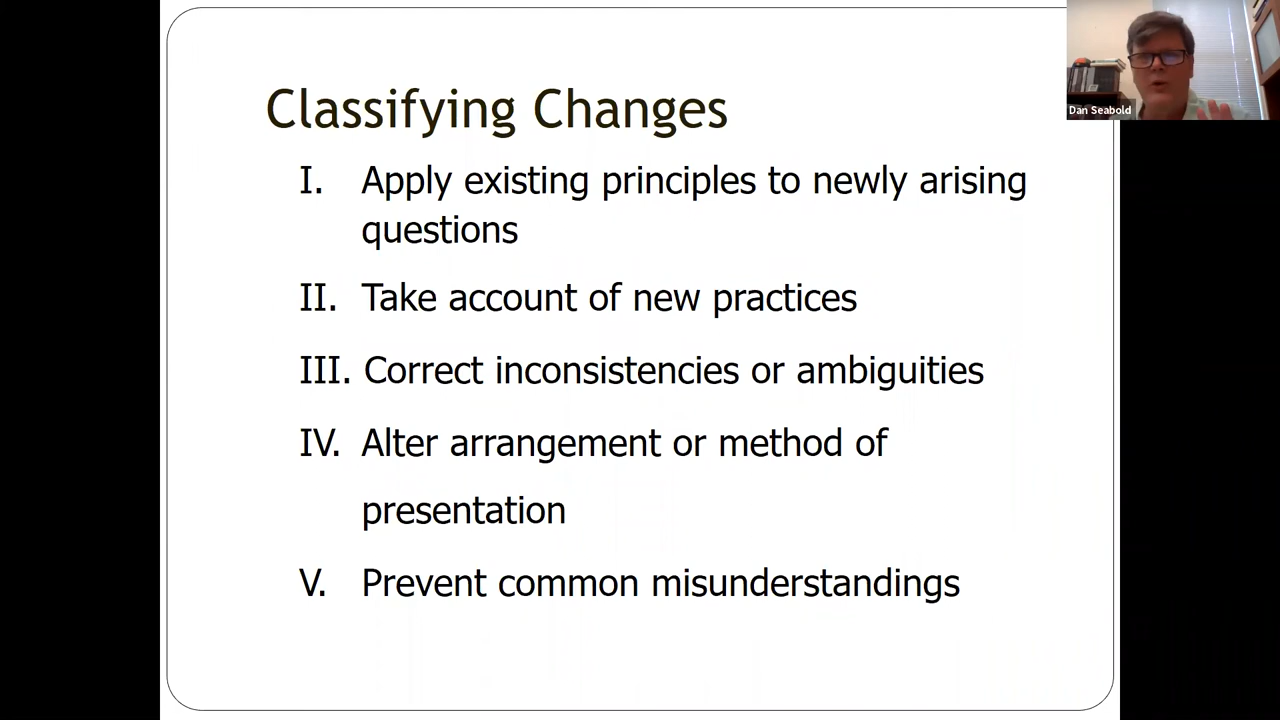 Classifying Changes
I. Apply existing principles to newly arising
questions
II. Take account of new practices
III. Correct inconsistencies or ambiguities
IV. Alter arrangement or method of
presentation
V. Prevent common misunderstandings
Dan Seabold